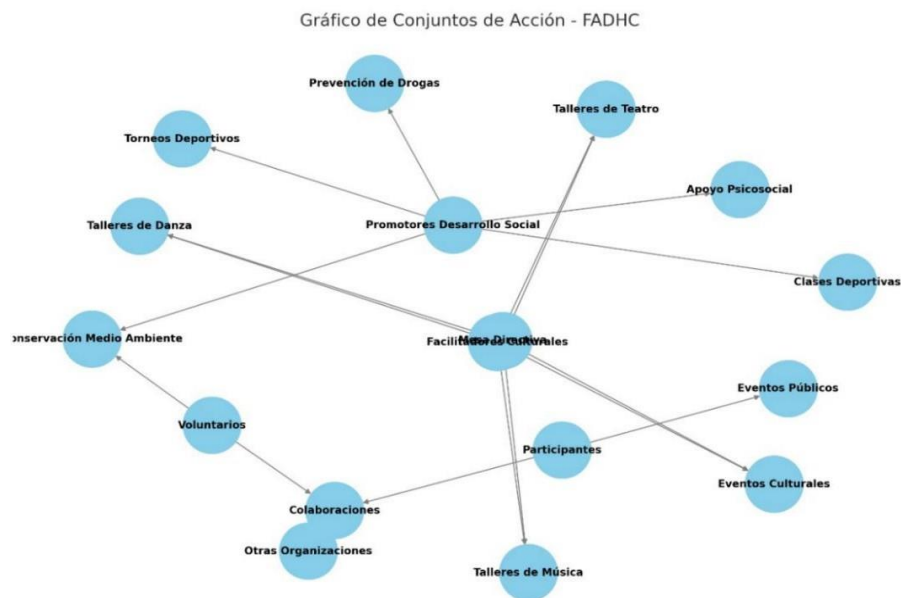 Gráfico de Conjuntos de Acción - FADHC
Prevención de Drogas
Talleres de Teatro
Torneos Deportivos
Apoyo Psicosocial
Talleres de Danza
Promotores Desarrollo Social
Clases Deportivas
onservación Medio Ambiente
Mesa Directiva
Facilitadores Culturales
Eventos Públicos
Voluntarios
Participantes
Eventos Culturales
Colaboraciones
Otras Organizaciones
Talleres de Música